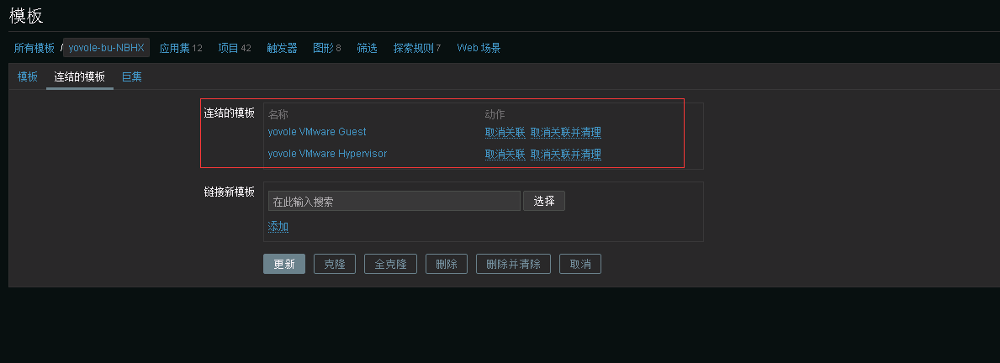 模板
所有模板 / yovole-bu-NBHX 应用集 12 项目 42 触发器 图形 8 筛选 探索规则 7 Web 场景
模板 连结的模板 巨集
连结的模板 名称 动作
yovole VMware Guest 取消关联 取消关联并清理
yovole VMware Hypervisor 取消关联 取消关联并清理
链接新模板
在此输入搜索 选择
添加
更新 克隆 全克隆 删除 删除并清除 取消